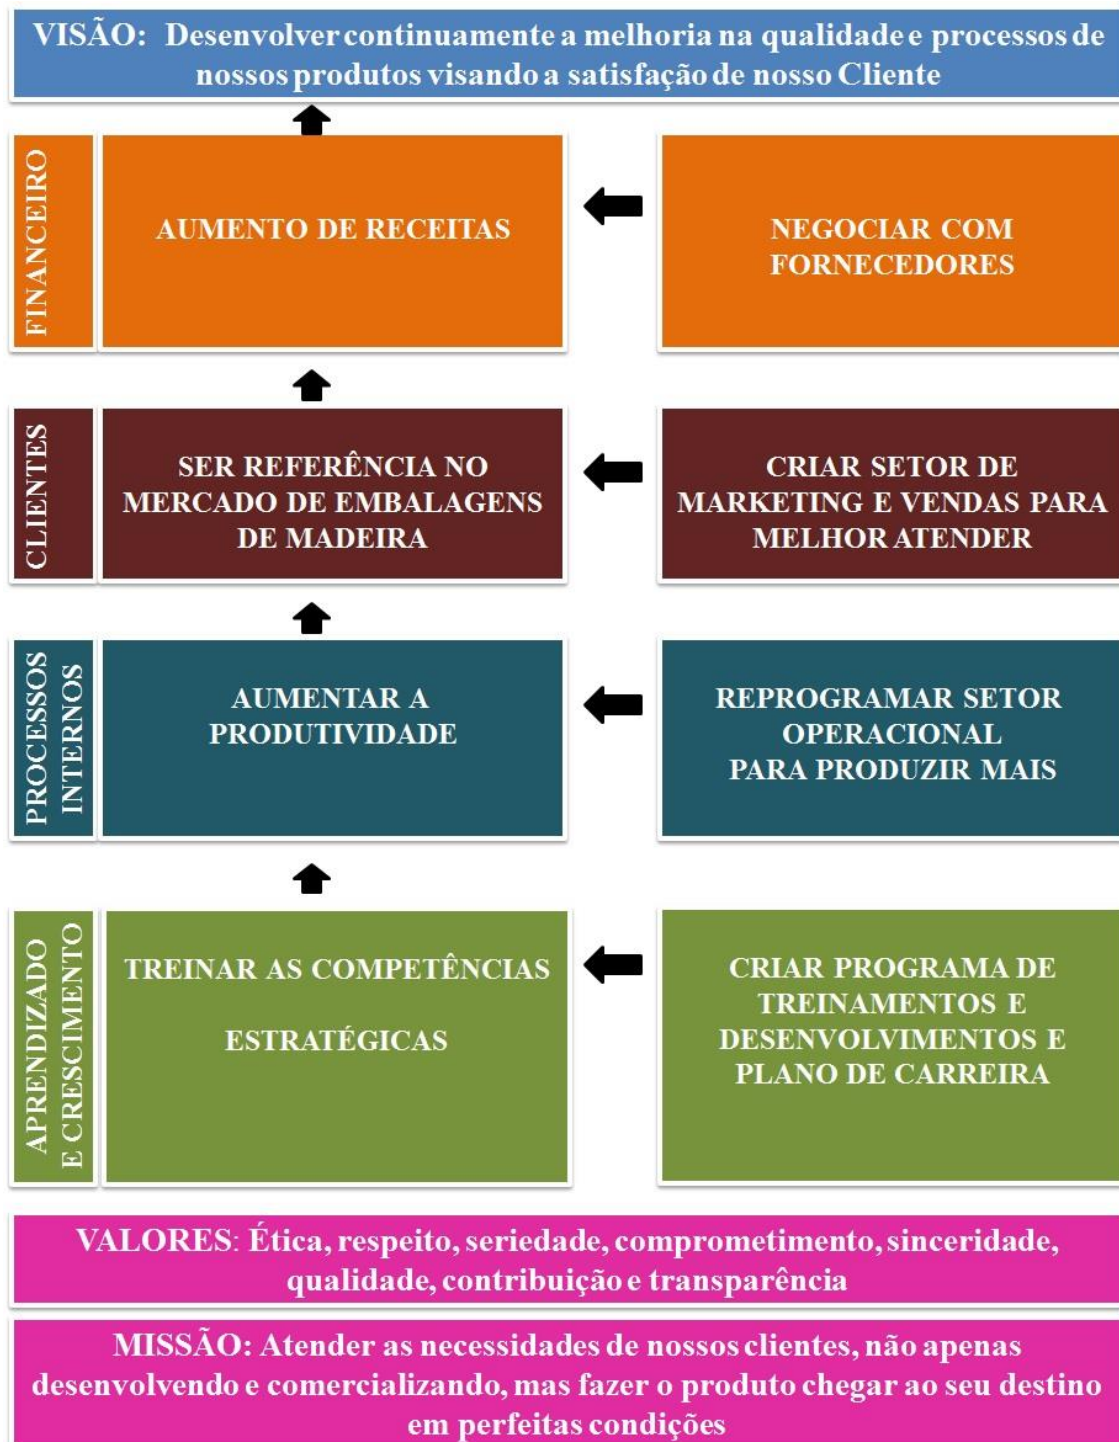 VISÃO: Desenvolver continuamente a melhoria na qualidade e processos de
nossos produtos visando a satisfação de nosso Cliente
FINANCEIRO
AUMENTO DE RECEITAS
NEGOCIAR COM
FORNECEDORES
CLIENTES
SER REFERÊNCIA NO
MERCADO DE EMBALAGENS
DE MADEIRA
CRIAR SETOR DE
MARKETING E VENDAS PARA
MELHOR ATENDER
PROCESSOS
INTERNOS
AUMENTAR A
PRODUTIVIDADE
REPROGRAMAR SETOR
OPERACIONAL
PARA PRODUZIR MAIS
APRENDIZADO
E CRESCIMENTO
TREINAR AS COMPETÊNCIAS
ESTRATÉGICAS
CRIAR PROGRAMA DE
TREINAMENTOS E
DESENVOLVIMENTOS E
PLANO DE CARREIRA
VALORES: Ética, respeito, seriedade, comprometimento, sinceridade,
qualidade, contribuição e transparência
MISSÃO: Atender as necessidades de nossos clientes, não apenas
desenvolvendo e comercializando, mas fazer o produto chegar ao seu destino
em perfeitas condições